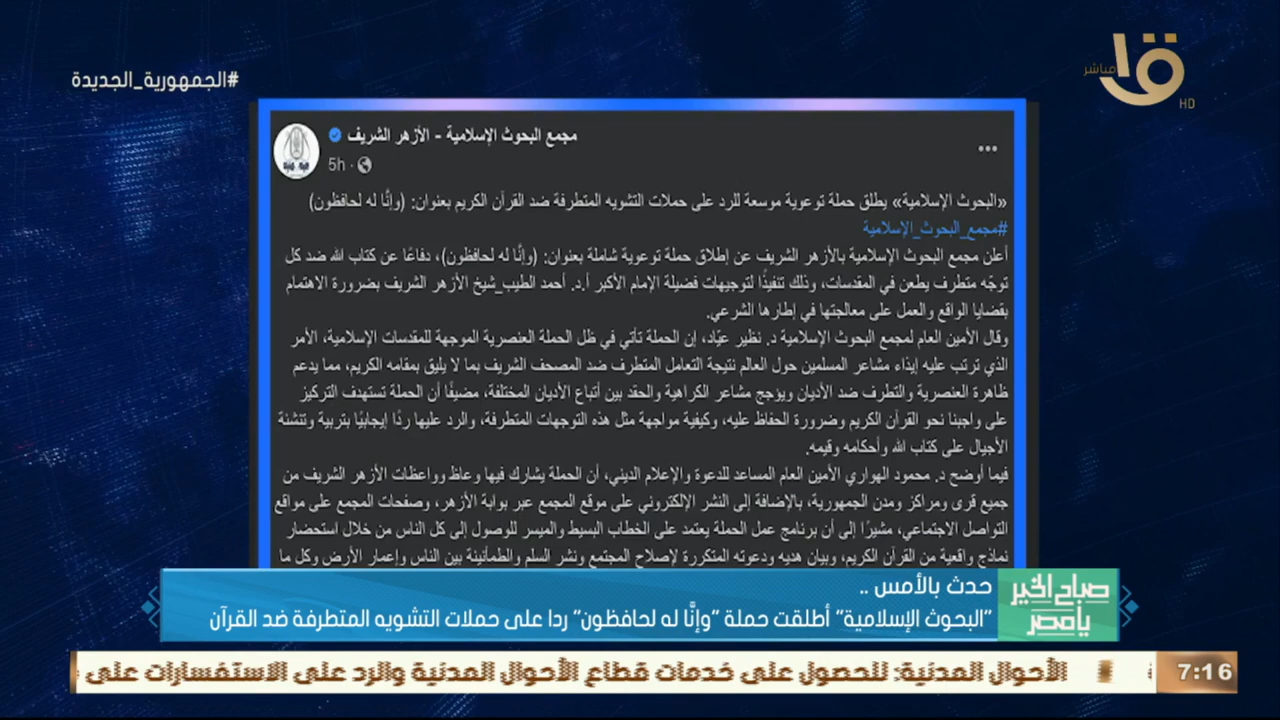 #الجمهورية_الجديدة
مباشر
HD
مجمع البحوث الإسلامية - الأزهر الشريف
5h
«البحوث الإسلامية» يطلق حملة توعوية موسعة للرد على حملات التشويه المتطرفة ضد القرآن الكريم بعنوان: (وإنَّا له لحافظون)
#مجمع_البحوث_الإسلامية
أعلن مجمع البحوث الإسلامية بالأزهر الشريف عن إطلاق حملة توعوية شاملة بعنوان: (وإنَّا له لحافظون)، دفاعًا عن كتاب الله ضد كل
توجّه متطرف يطعن في المقدسات، وذلك تنفيذًا لتوجيهات فضيلة الإمام الأكبر أ.د. أحمد الطيب_شيخ الأزهر الشريف بضرورة الاهتمام
بقضايا الواقع والعمل على معالجتها في إطارها الشرعي.
وقال الأمين العام لمجمع البحوث الإسلامية د. نظير عيّاد، إن الحملة تأتي في ظل الحملة العنصرية الموجهة للمقدسات الإسلامية، الأمر
الذي ترتب عليه إيذاء مشاعر المسلمين حول العالم نتيجة التعامل المتطرف ضد المصحف الشريف بما لا يليق بمقامه الكريم، مما يدعم
ظاهرة العنصرية والتطرف ضد الأديان ويؤجج مشاعر الكراهية والحقد بين أتباع الأديان المختلفة، مضيفًا أن الحملة تستهدف التركيز
على واجبنا نحو القرآن الكريم وضرورة الحفاظ عليه، وكيفية مواجهة مثل هذه التوجهات المتطرفة، والرد عليها ردًا إيجابيًا بتربية وتنشئة
الأجيال على كتاب الله وأحكامه وقيمه.
فيما أوضح د. محمود الهواري الأمين العام المساعد للدعوة والإعلام الديني، أن الحملة يشارك فيها وعاظ وواعظات الأزهر الشريف من
جميع قرى ومراكز ومدن الجمهورية، بالإضافة إلى النشر الإلكتروني على موقع المجمع عبر بوابة الأزهر، وصفحات المجمع على مواقع
التواصل الاجتماعي، مشيرًا إلى أن برنامج عمل الحملة يعتمد على الخطاب البسيط والميسر للوصول إلى كل الناس من خلال استحضار
نماذج واقعية من القرآن الكريم، وبيان هديه ودعوته المتكررة لإصلاح المجتمع ونشر السلم والطمأنينة بين الناس وإعمار الأرض وكل ما
صباح الخير
يا مصر
حدث بالأمس ..
"البحوث الإسلامية" أطلقت حملة "وإنَّا له لحافظون" ردا على حملات التشويه المتطرفة ضد القرآن
7:16
الأحوال المدنية: للحصول على خدمات قطاع الأحوال المدنية والرد على الاستفسارات على